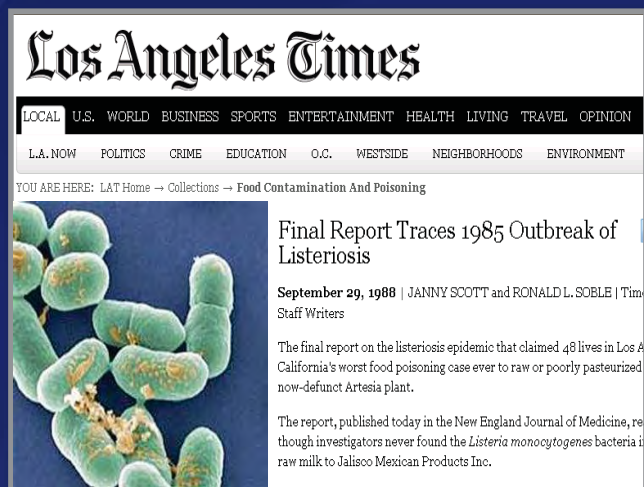 Los Angeles Times
LOCAL U.S. WORLD BUSINESS SPORTS ENTERTAINMENT HEALTH LIVING TRAVEL OPINION
L.A. NOW POLITICS CRIME EDUCATION O.C. WESTSIDE NEIGHBORHOODS ENVIRONMENT
YOU ARE HERE: LAT Home → Collections → Food Contamination And Poisoning
Final Report Traces 1985 Outbreak of
Listeriosis
September 29, 1988 | JANNY SCOTT and RONALD L. SOBLE |
Staff Writers
The final report on the listeriosis epidemic that claimed 48 lives in Los
California's worst food poisoning case ever to raw or poorly pasteurized
now-defunct Artesia plant.
The report, published today in the New England Journal of Medicine,
though investigators never found the Listeria monocytogenes bacteria
raw milk to Jalisco Mexican Products Inc.